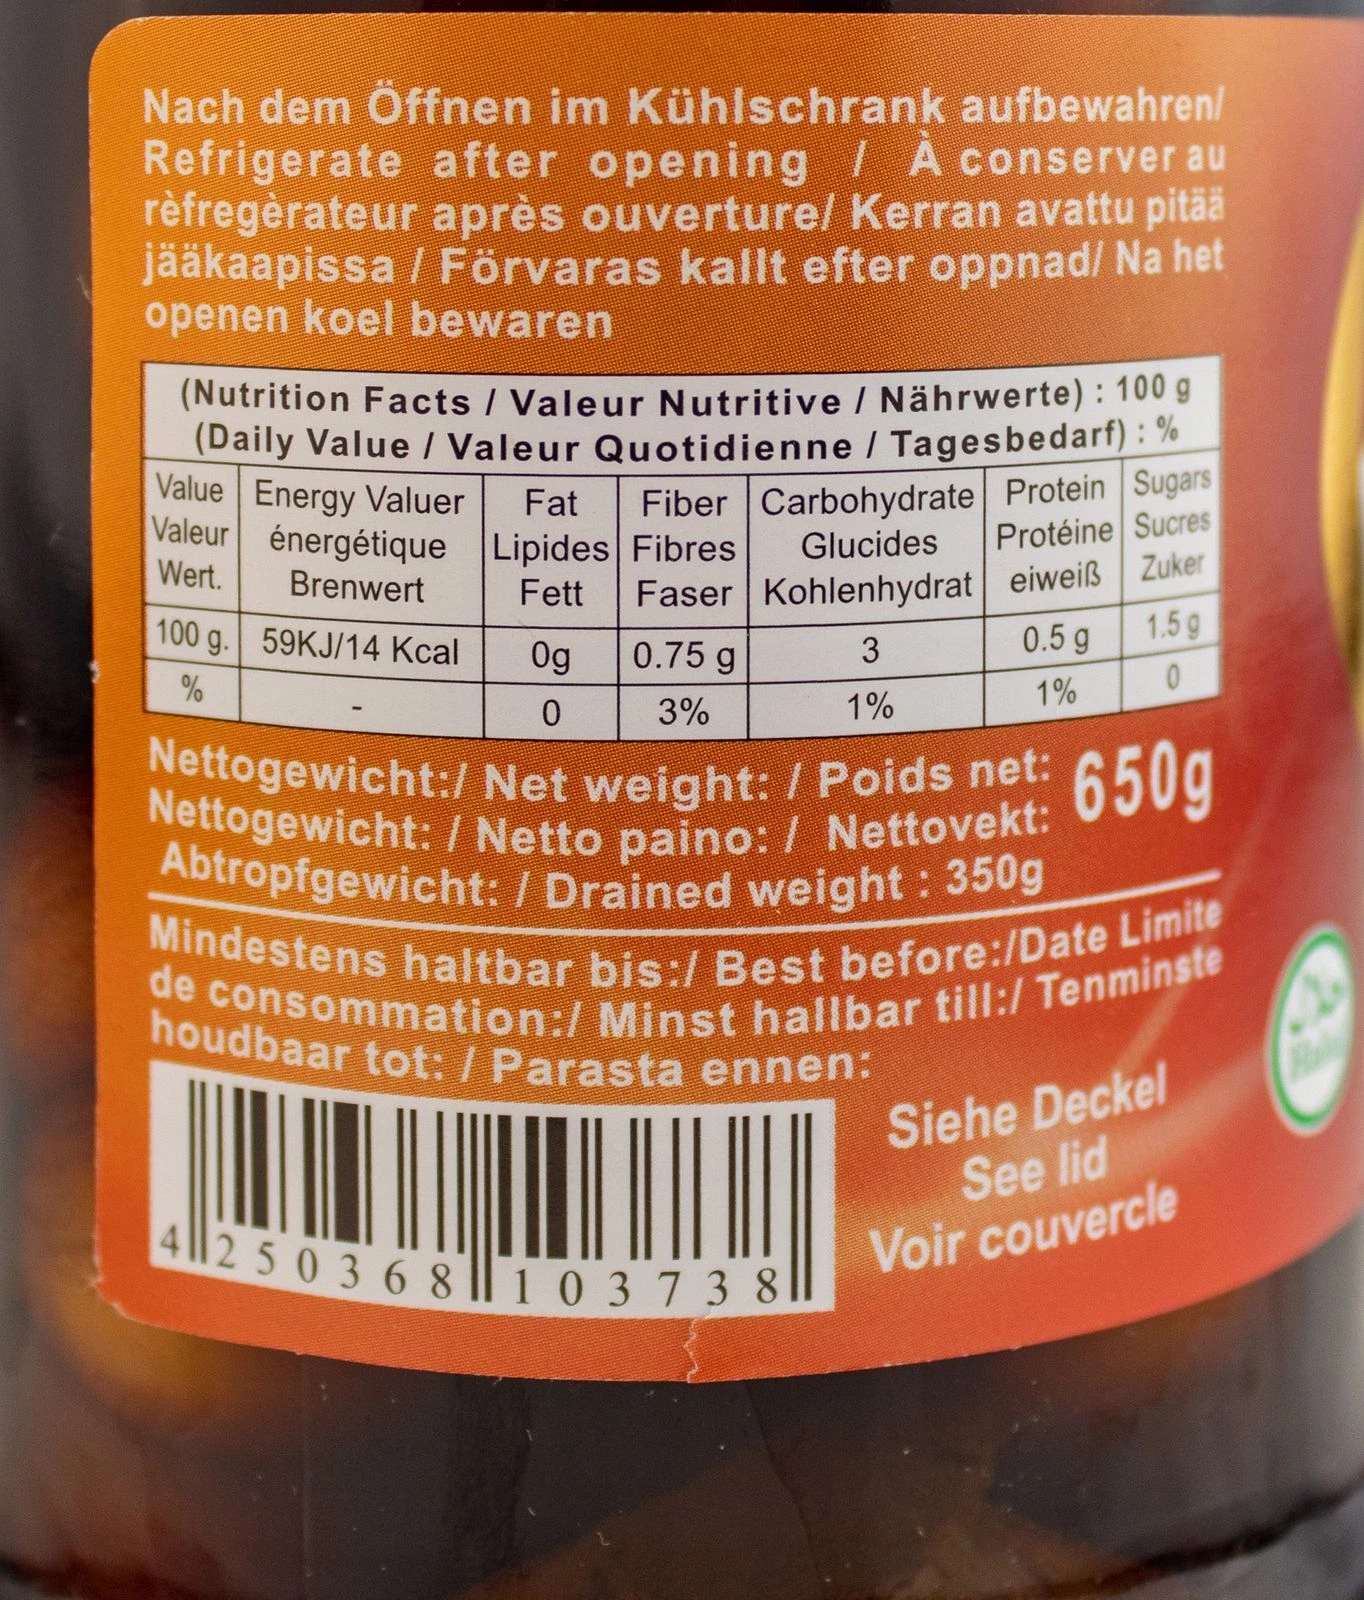 Nach dem Öffnen im Kühlschrank aufbewahren/
Refrigerate after opening / À conserver au
rèfregèrateur après ouverture/ Kerran avattu pitää
jääkaapissa / Förvaras kallt efter oppnad/ Na het
openen koel bewaren
(Nutrition Facts / Valeur Nutritive / Nährwerte) : 100 g
(Daily Value / Valeur Quotidienne / Tagesbedarf) : %
Value Energy Valuer Fat Fiber Carbohydrate Protein Sugars
Valeur énergétique Lipides Fibres Glucides Protéine Sucres
Wert. Brenwert Fett Faser Kohlenhydrat eiweiß Zuker
100 g. 59KJ/14 Kcal 0g 0.75 g 3 0.5 g 1.5 g
% - 0 3% 1% 1% 0
Nettogewicht:/ Net weight: / Poids net: 650g
Nettogewicht: / Netto paino: / Nettovekt:
Abtropfgewicht: / Drained weight : 350g
Mindestens haltbar bis:/ Best before:/Date Limite
de consommation:/ Minst hallbar till:/ Tenminste
houdbaar tot: / Parasta ennen:
Siehe Deckel
See lid
Voir couvercle
4 250368 103738